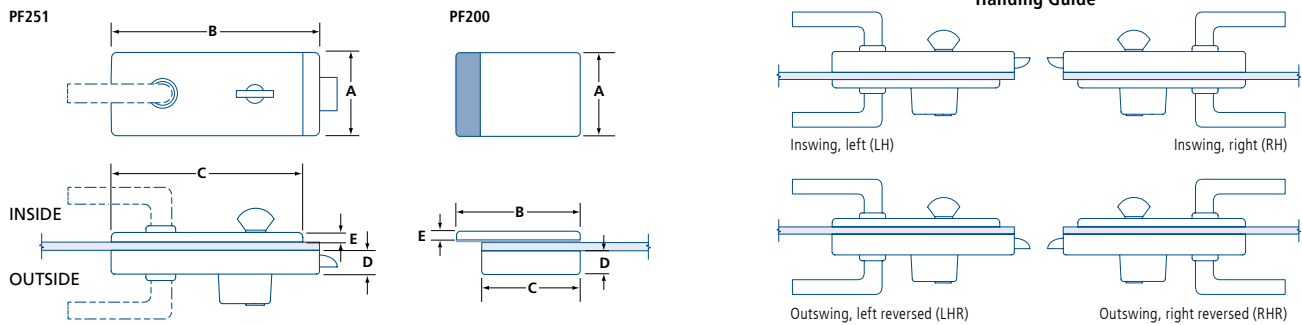 Handing Guide
PF251
PF200
B
A
A
Inswing, left (LH)
Inswing, right (RH)
C
INSIDE
E
D
OUTSIDE
B
E
D
C
Outswing, left reversed (LHR)
Outswing, right reversed (RHR)